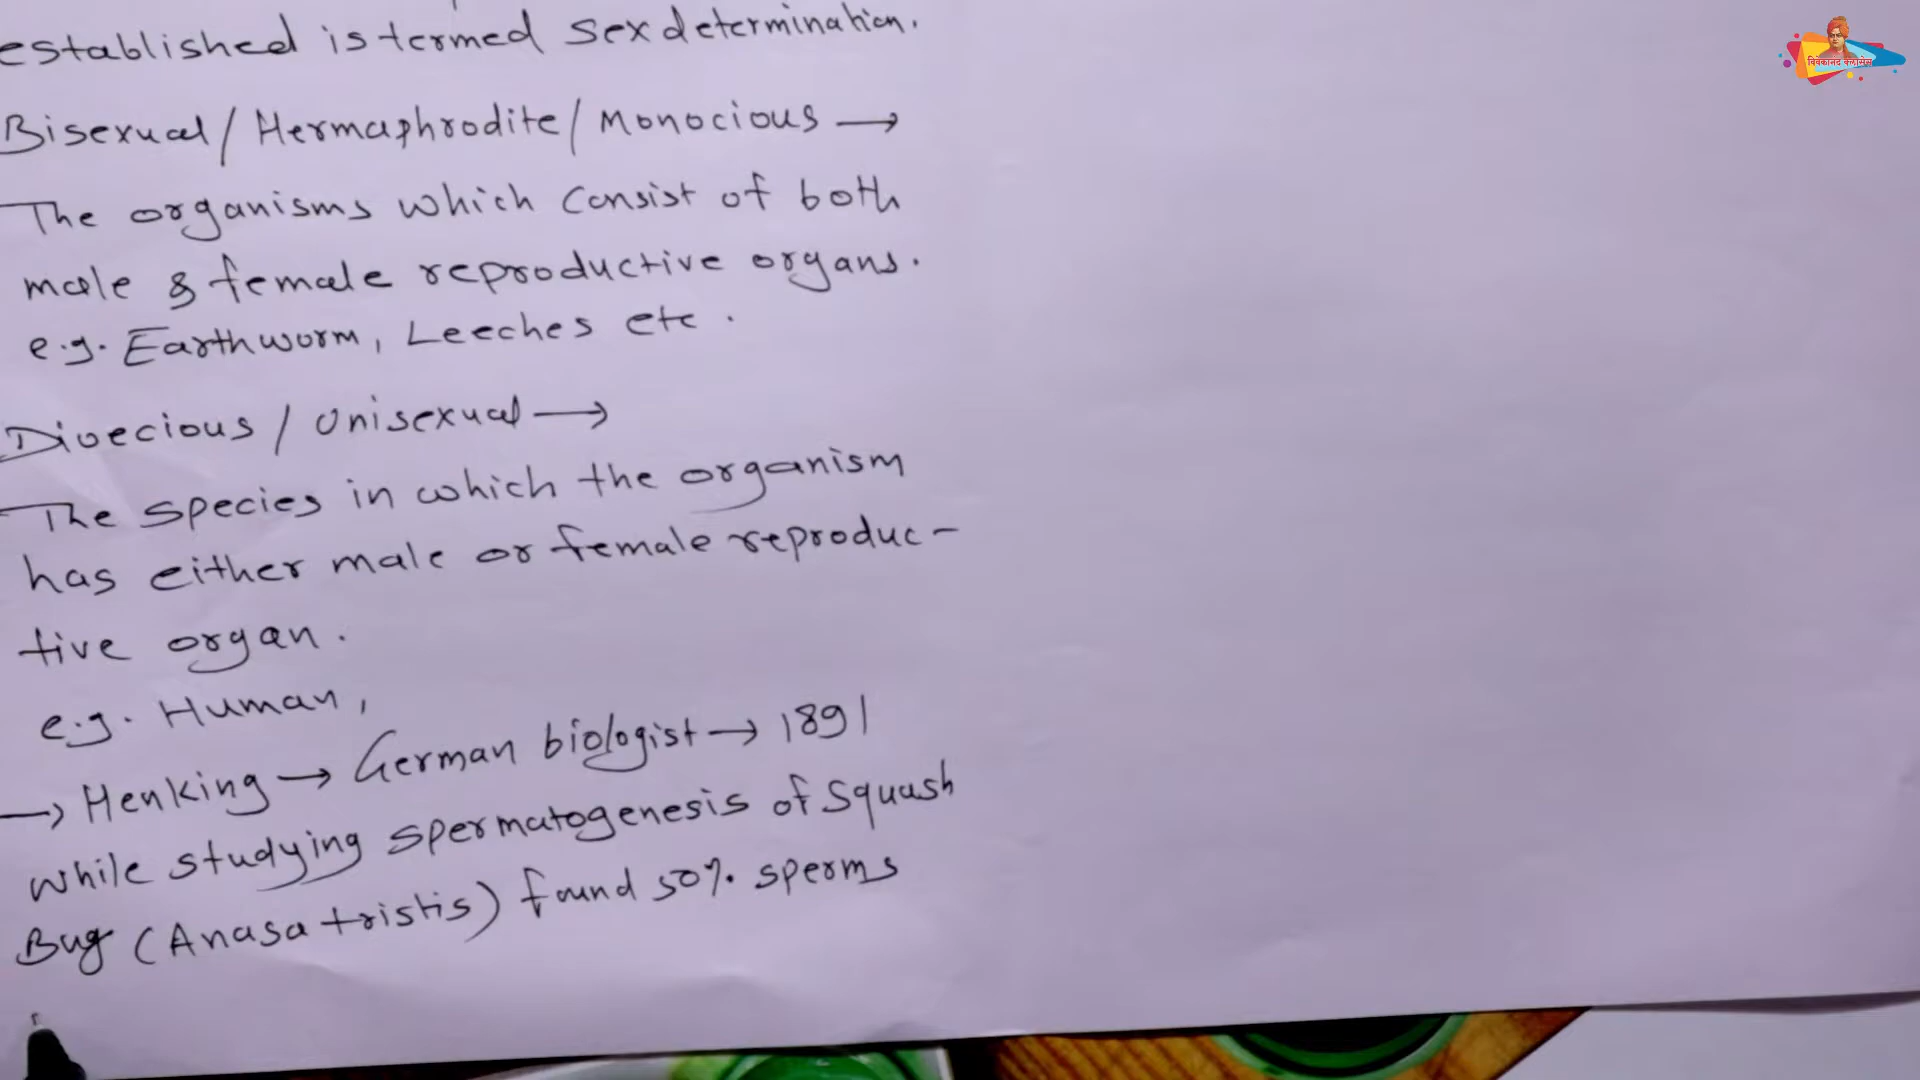 established is termed sex determination.
Bisexual / Hermaphrodite / Monocious →
The organisms which consist of both
male & female reproductive organs.
e.g. Earthworm, Leeches etc.
Divecious / Unisexual →
The species in which the organism
has either male or female reproduc-
tive organ.
e.g. Human,
→ Henking → German biologist → 1891
while studying spermatogenesis of Squash
Bug (Anasa tristis) found 50% sperms
विवेकानंद क्लासेस